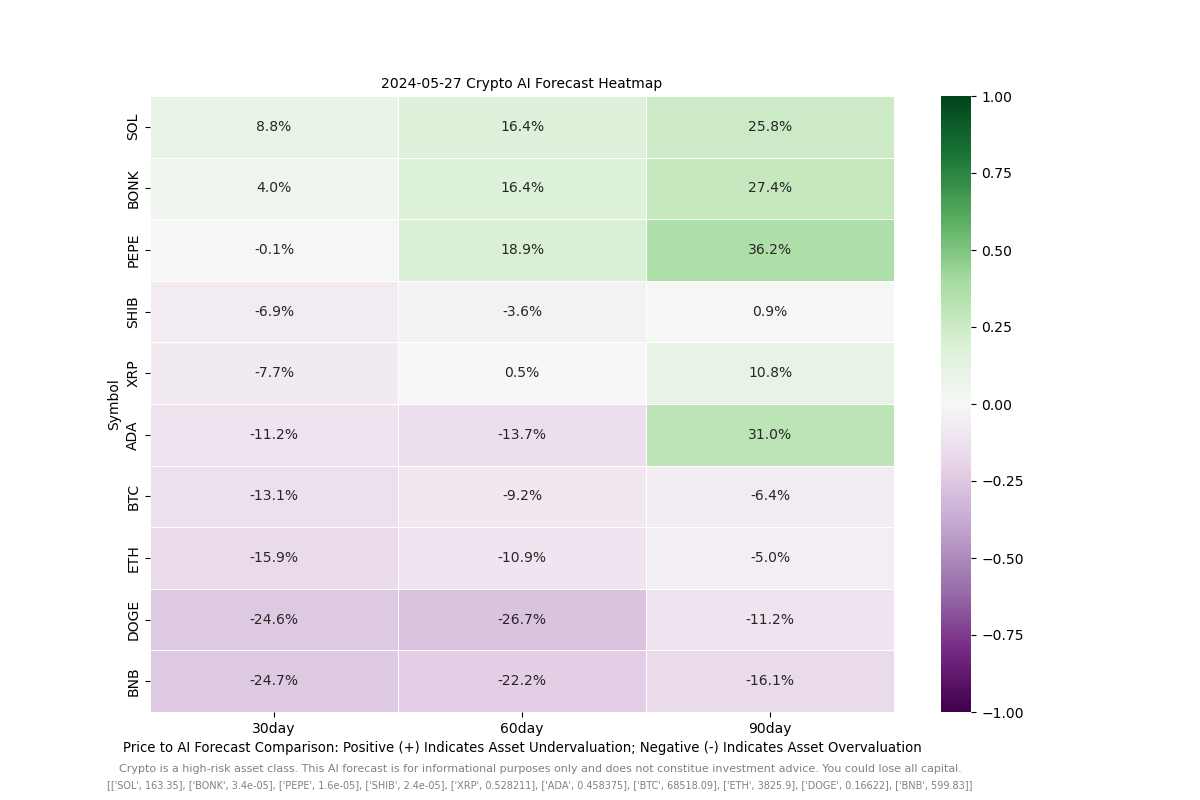 2024-05-27 Crypto AI Forecast Heatmap
1.00
SOL 8.8% 16.4% 25.8%
0.75
BONK 4.0% 16.4% 27.4%
PEPE -0.1% 18.9% 36.2%
0.50
SHIB -6.9% -3.6% 0.9%
0.25
XRP -7.7% 0.5% 10.8%
Symbol
0.00
ADA -11.2% -13.7% 31.0%
−0.25
BTC -13.1% -9.2% -6.4%
ETH -15.9% -10.9% -5.0%
−0.50
DOGE -24.6% -26.7% -11.2%
−0.75
BNB -24.7% -22.2% -16.1%
−1.00
30day 60day 90day
Price to AI Forecast Comparison: Positive (+) Indicates Asset Undervaluation; Negative (-) Indicates Asset Overvaluation
Crypto is a high-risk asset class. This AI forecast is for informational purposes only and does not constitute investment advice. You could lose all capital.
[['SOL', 163.35], ['BONK', 3.4e-05], ['PEPE', 1.6e-05], ['SHIB', 2.4e-05], ['XRP', 0.528211], ['ADA', 0.458375], ['BTC', 68518.09], ['ETH', 3825.9], ['DOGE', 0.16622], ['BNB', 599.83]]